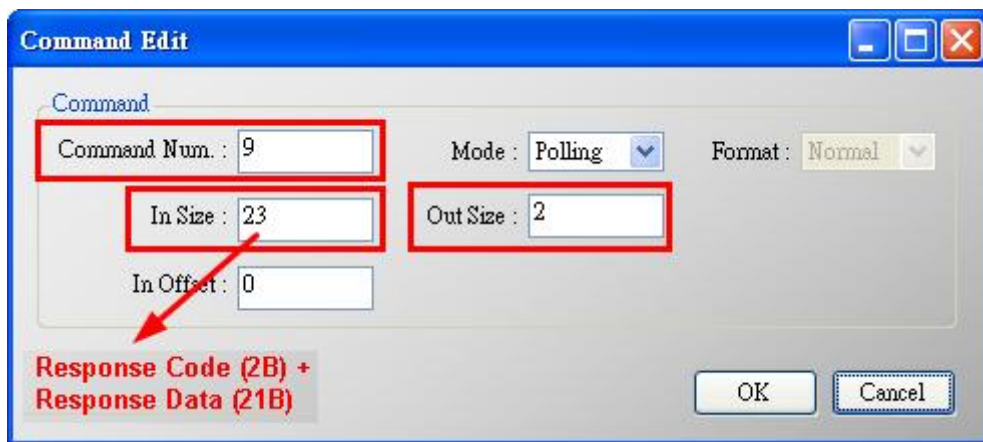 Command Edit
Command
Command Num. : 9 Mode : Polling Format : Normal
In Size : 23 Out Size : 2
In Offset : 0
Response Code (2B) +
Response Data (21B)
OK Cancel